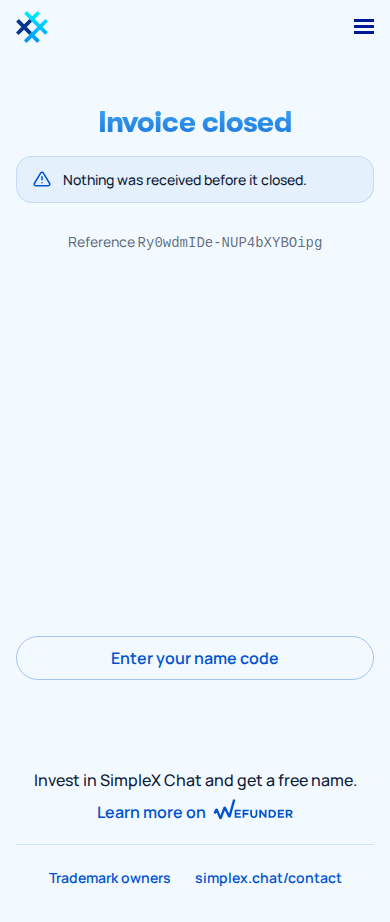 Invoice closed
Nothing was received before it closed.
Reference Ry0wdmIDe-NUP4bXYBOipg
Enter your name code
Invest in SimpleX Chat and get a free name.
Learn more on WEFUNDER
Trademark owners simplex.chat/contact